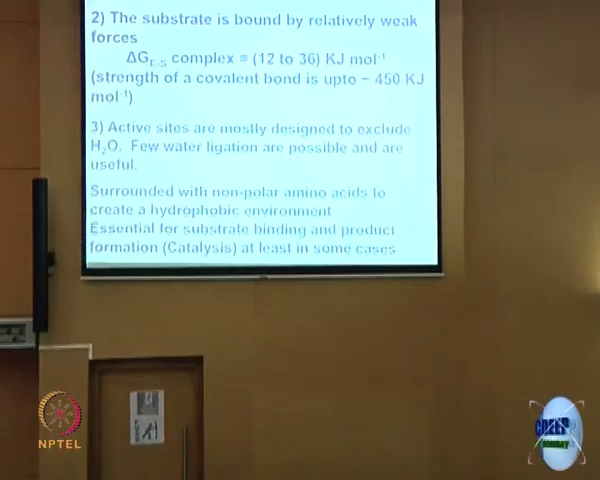 2) The substrate is bound by relatively weak
forces
ΔG_E-S complex = (12 to 36) KJ mol⁻¹
(strength of a covalent bond is upto ~ 450 KJ
mol⁻¹)
3) Active sites are mostly designed to exclude
H₂O. Few water ligation are possible and are
useful.
Surrounded with non-polar amino acids to
create a hydrophobic environment
Essential for substrate binding and product
formation (Catalysis) at least in some cases
NPTEL